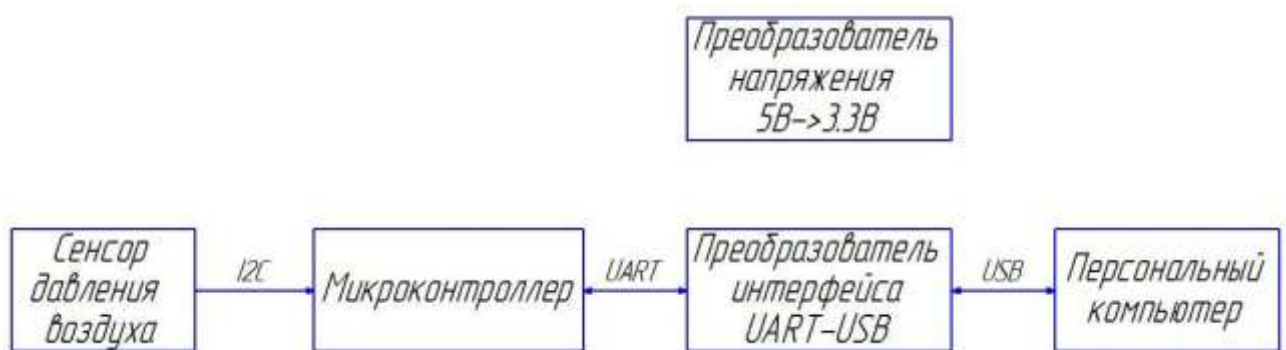 Преобразователь
напряжения
5В->3.3В
Сенсор
давления
воздуха
I2C
Микроконтроллер
UART
Преобразователь
интерфейса
UART-USB
USB
Персональный
компьютер